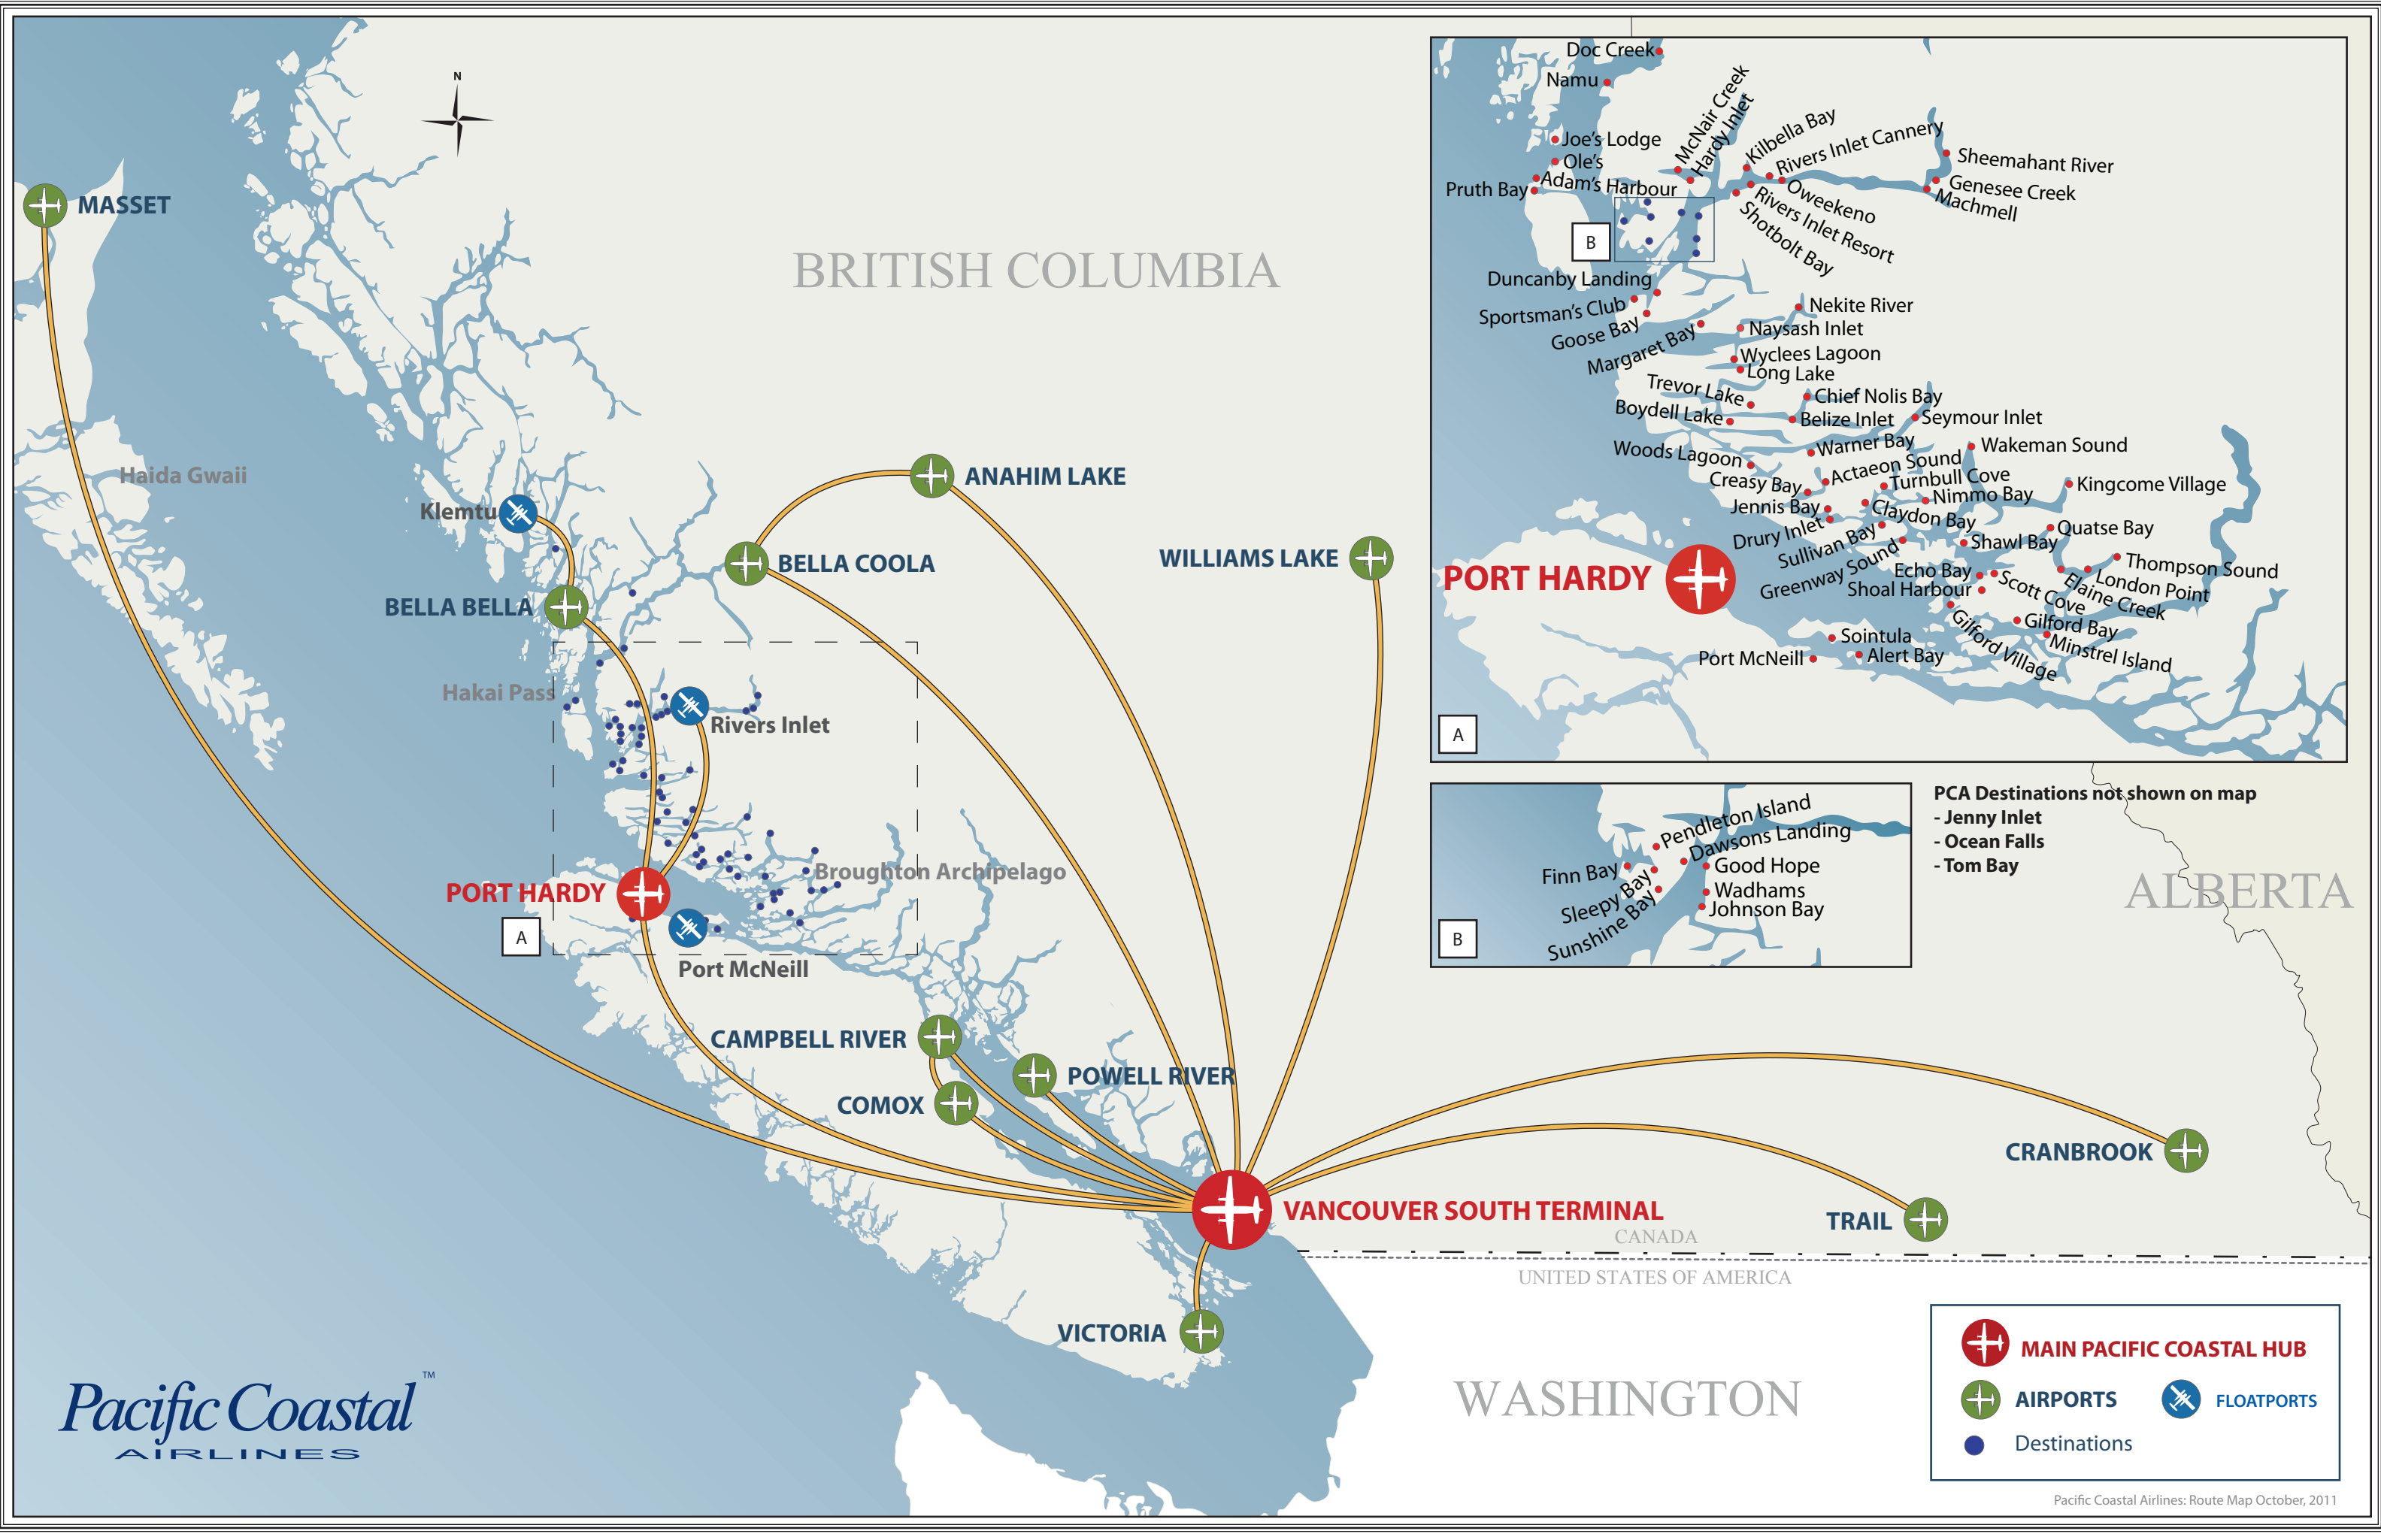 N
MASSET
BRITISH COLUMBIA
Haida Gwaii
Klemtu
ANAHIM LAKE
BELLA COOLA
WILLIAMS LAKE
BELLA BELLA
Hakai Pass
Rivers Inlet
Broughton Archipelago
PORT HARDY
A
Port McNeill
CAMPBELL RIVER
POWELL RIVER
COMOX
VANCOUVER SOUTH TERMINAL
CRANBROOK
TRAIL
CANADA
UNITED STATES OF AMERICA
VICTORIA
WASHINGTON
ALBERTA
Doc Creek
Namu
McNair Creek
Hardy Inlet
Kilbella Bay
Rivers Inlet Cannery
Joe's Lodge
Ole's
Adam's Harbour
Pruth Bay
Sheemahant River
Genesee Creek
Machmell
Oweekeno
Rivers Inlet Resort
Shotbolt Bay
B
Duncanby Landing
Sportsman's Club
Goose Bay
Margaret Bay
Nekite River
Naysash Inlet
Wyclees Lagoon
Long Lake
Trevor Lake
Chief Nolis Bay
Boydell Lake
Belize Inlet
Seymour Inlet
Woods Lagoon
Warner Bay
Wakeman Sound
Actaeon Sound
Creasy Bay
Turnbull Cove
Kingcome Village
Nimmo Bay
Jennis Bay
Claydon Bay
Drury Inlet
Quatse Bay
Sullivan Bay
Shawl Bay
Greenway Sound
Thompson Sound
PORT HARDY
Echo Bay
London Point
Shoal Harbour
Scott Cove
Elaine Creek
Gilford Bay
Gilford Village
Minstrel Island
Sointula
Port McNeill
Alert Bay
A
Pendleton Island
Dawsons Landing
Finn Bay
Good Hope
Sleepy Bay
Wadhams
Sunshine Bay
Johnson Bay
B
PCA Destinations not shown on map
- Jenny Inlet
- Ocean Falls
- Tom Bay
MAIN PACIFIC COASTAL HUB
AIRPORTS
FLOATPORTS
Destinations
Pacific Coastal ™
AIRLINES
Pacific Coastal Airlines: Route Map October, 2011